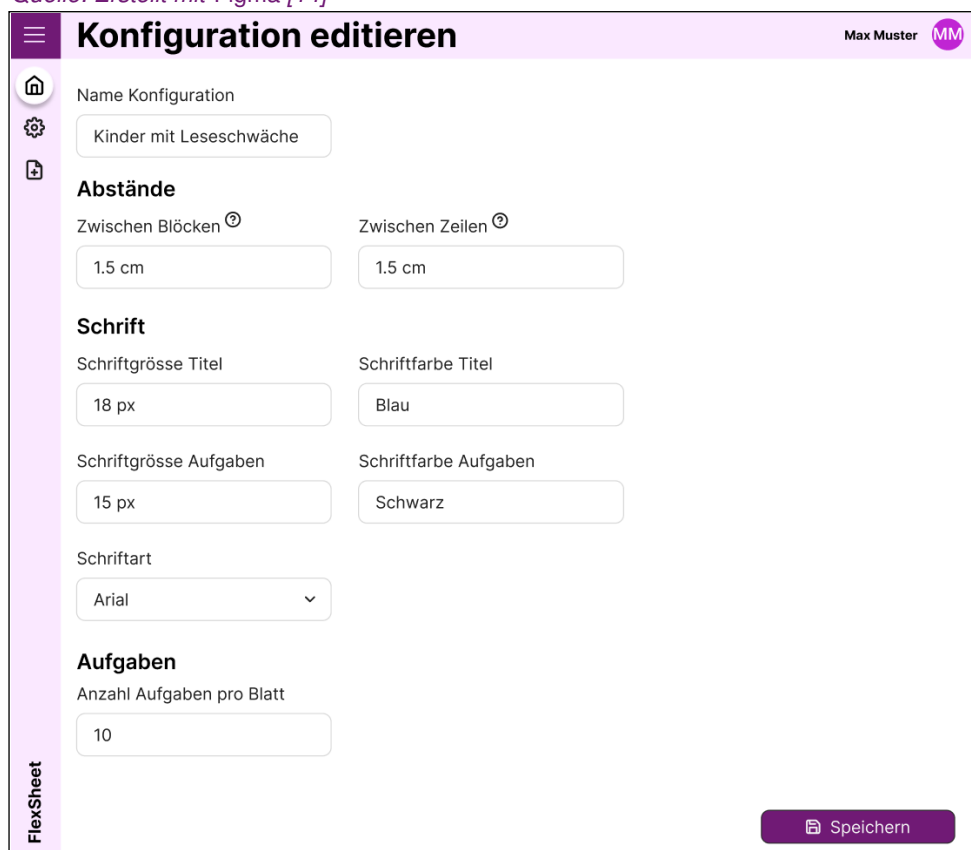 Quelle: Erstellt mit Figma [14]
Konfiguration editieren
Max Muster
MM
Name Konfiguration
Kinder mit Leseschwäche
Abstände
Zwischen Blöcken ?
Zwischen Zeilen ?
1.5 cm
1.5 cm
Schrift
Schriftgrösse Titel
Schriftfarbe Titel
18 px
Blau
Schriftgrösse Aufgaben
Schriftfarbe Aufgaben
15 px
Schwarz
Schriftart
Arial
Aufgaben
Anzahl Aufgaben pro Blatt
10
FlexSheet
Speichern